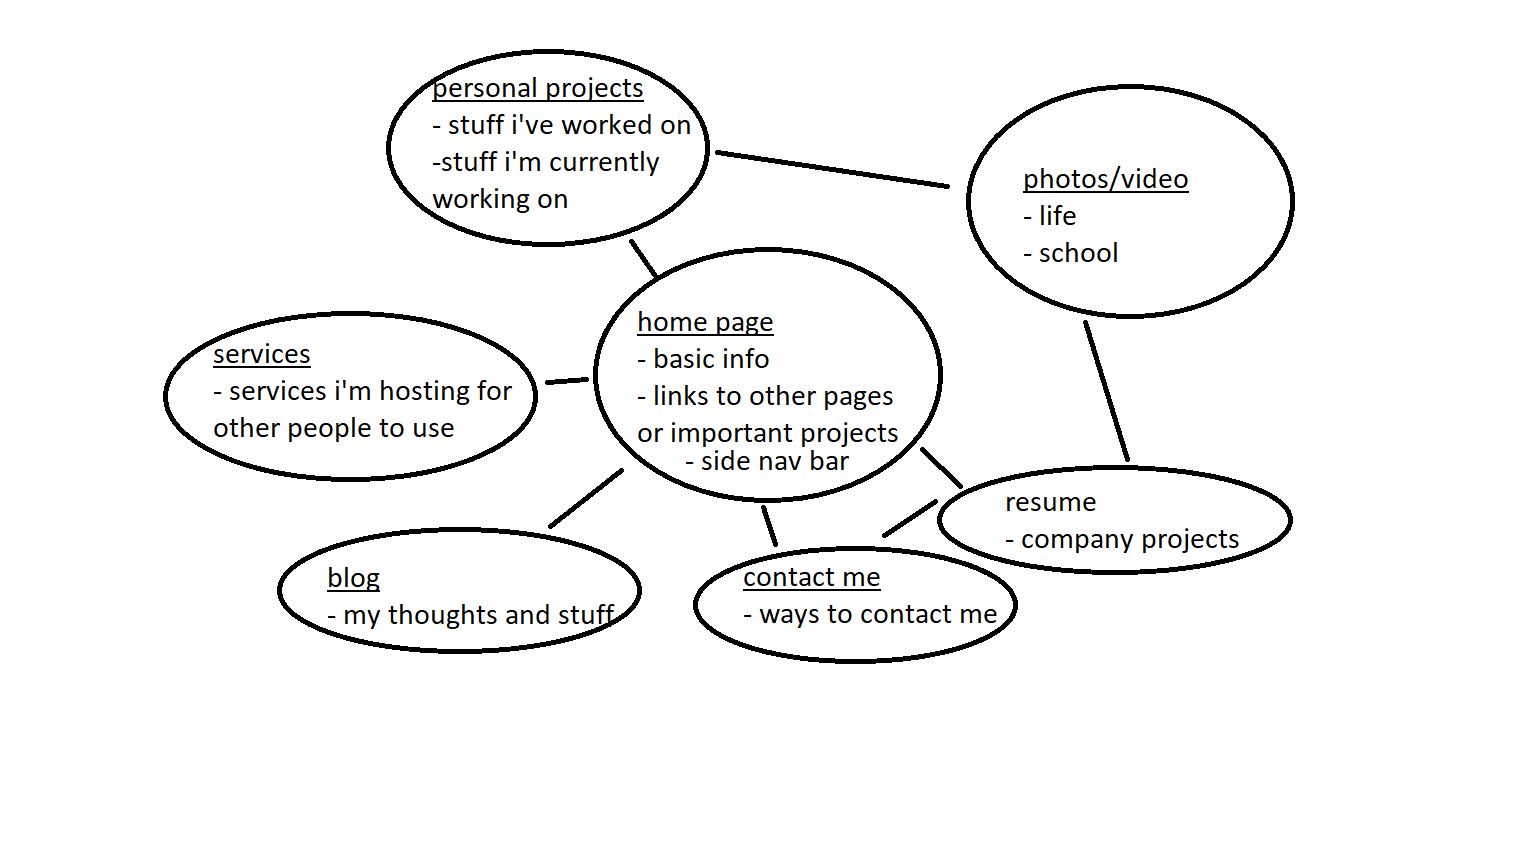 personal projects
- stuff i've worked on
-stuff i'm currently
working on
photos/video
- life
- school
home page
- basic info
- links to other pages
or important projects
- side nav bar
services
- services i'm hosting for
other people to use
resume
- company projects
blog
- my thoughts and stuff
contact me
- ways to contact me